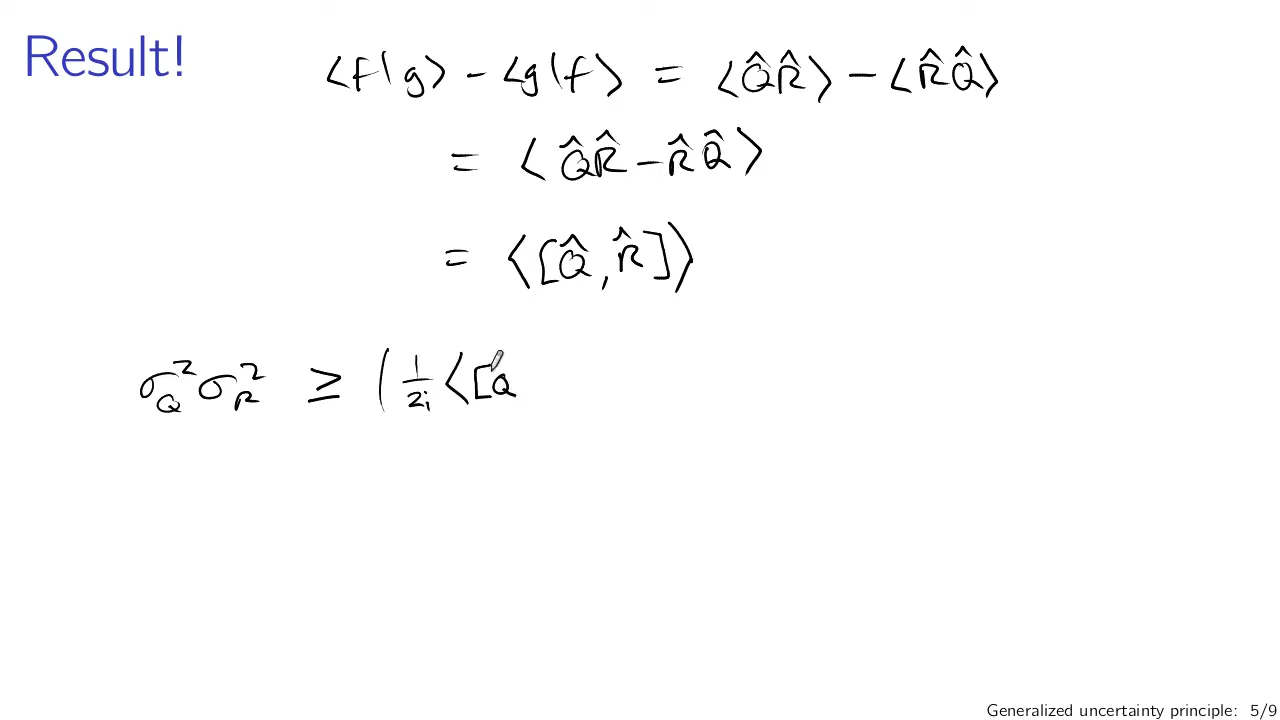 Result!
⟨f|g⟩ - ⟨g|f⟩ = ⟨Q̂R̂⟩ - ⟨R̂Q̂⟩
= ⟨Q̂R̂ - R̂Q̂⟩
= ⟨[Q̂, R̂]⟩
σ_Q² σ_R² ≥ (1/2i ⟨[Q
Generalized uncertainty principle: 5/9